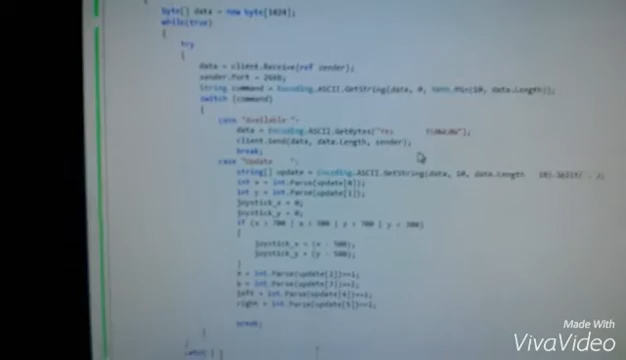 byte[] data = new byte[1024];
while(true)
{
try
{
data = client.Receive(ref sender);
sender.Port =
String command = Encoding.ASCII.GetString(data, 0, Math.Min(10, data.Length));
switch (command)
{
case "Available ":
data = Encoding.ASCII.GetBytes("Yes
client.Send(data, data.Length, sender);
break;
case "Update    ":
string[] update = Encoding.ASCII.GetString(data, 10, data.Length
int x = int.Parse(update[0]);
int y = int.Parse(update[1]);
joystick_x = 0;
joystick_y = 0;
if (x > 700 | x < 300 | y > 700 | y < 300)
{
joystick_x = (x - 500);
joystick_y = (y - 500);
}
= int.Parse(update[2])==1;
= int.Parse(update[3])==1;
left = int.Parse(update[4])==1;
right = int.Parse(update[5])==1;
break;
}
}
Made With
VivaVideo